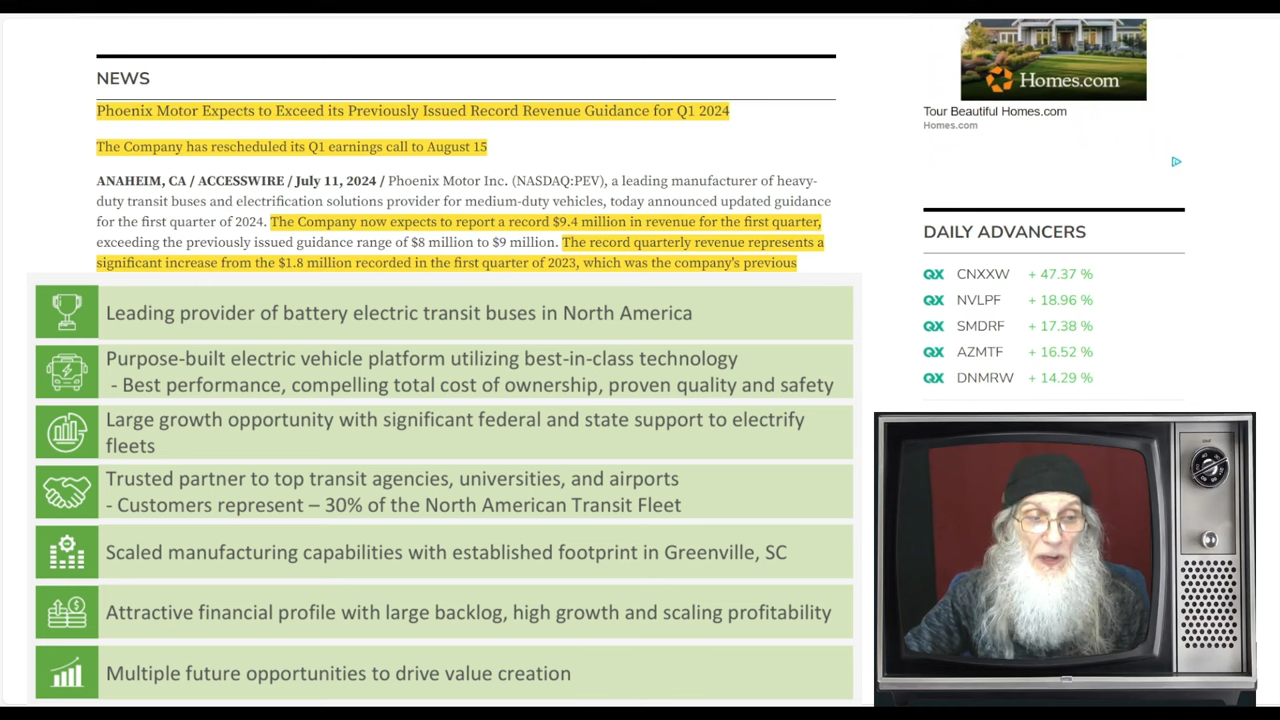 NEWS
Phoenix Motor Expects to Exceed its Previously Issued Record Revenue Guidance for Q1 2024
The Company has rescheduled its Q1 earnings call to August 15
ANAHEIM, CA / ACCESSWIRE / July 11, 2024 / Phoenix Motor Inc. (NASDAQ:PEV), a leading manufacturer of heavy-
duty transit buses and electrification solutions provider for medium-duty vehicles, today announced updated guidance
for the first quarter of 2024. The Company now expects to report a record $9.4 million in revenue for the first quarter,
exceeding the previously issued guidance range of $8 million to $9 million. The record quarterly revenue represents a
significant increase from the $1.8 million recorded in the first quarter of 2023, which was the company's previous
Leading provider of battery electric transit buses in North America
Purpose-built electric vehicle platform utilizing best-in-class technology
- Best performance, compelling total cost of ownership, proven quality and safety
Large growth opportunity with significant federal and state support to electrify
fleets
Trusted partner to top transit agencies, universities, and airports
- Customers represent – 30% of the North American Transit Fleet
Scaled manufacturing capabilities with established footprint in Greenville, SC
Attractive financial profile with large backlog, high growth and scaling profitability
Multiple future opportunities to drive value creation
Homes.com
Tour Beautiful Homes.com
Homes.com
DAILY ADVANCERS
QX CNXXW + 47.37 %
QX NVLPF + 18.96 %
QX SMDRF + 17.38 %
QX AZMTF + 16.52 %
QX DNMRW + 14.29 %